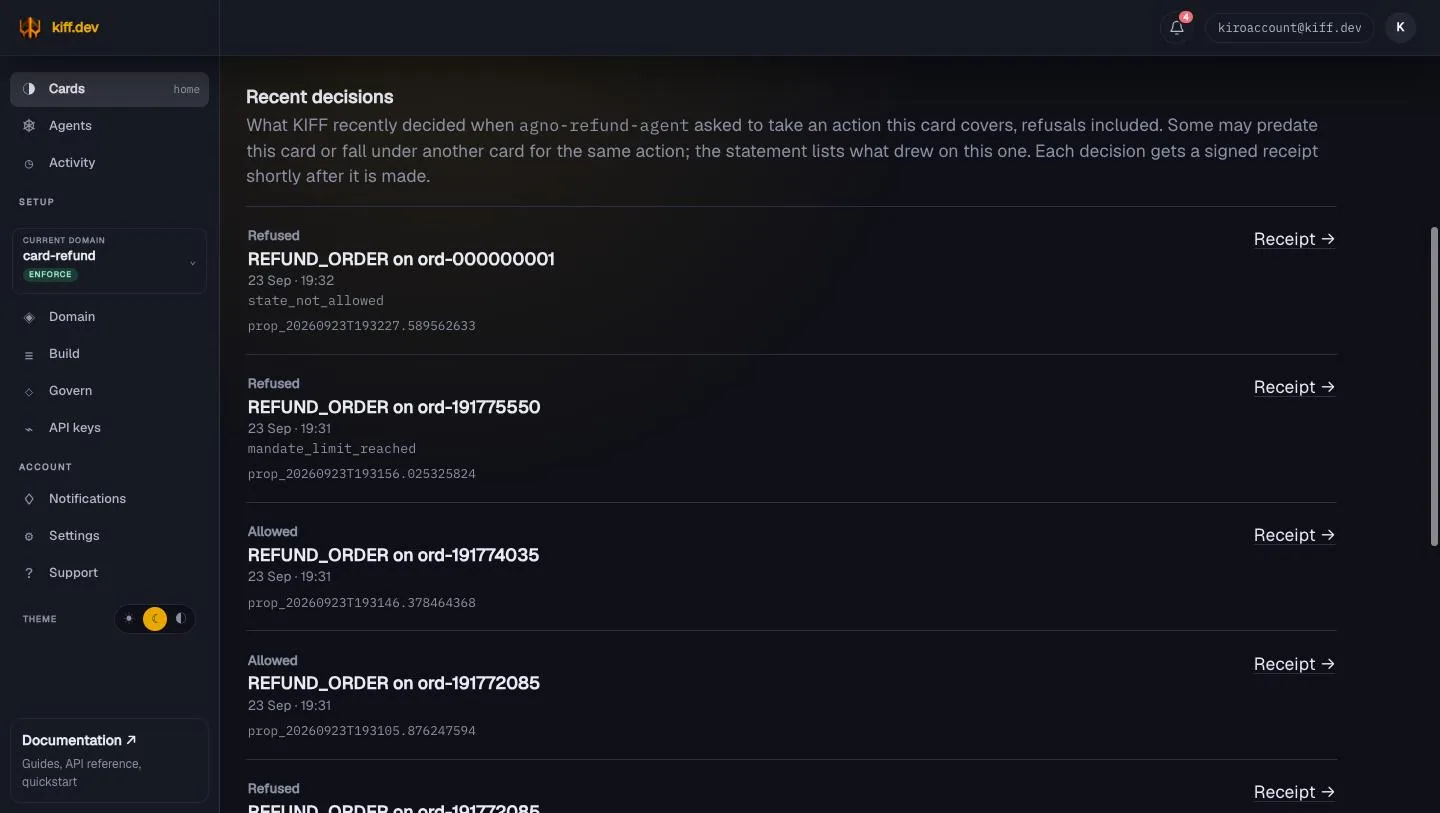 kiff.dev
4
kiroaccount@kiff.dev
K
Cards
home
Agents
Activity
SETUP
CURRENT DOMAIN
card-refund
ENFORCE
Domain
Build
Govern
API keys
ACCOUNT
Notifications
Settings
? Support
THEME
Documentation ↗
Guides, API reference,
quickstart
Recent decisions
What KIFF recently decided when agno-refund-agent asked to take an action this card covers, refusals included. Some may predate
this card or fall under another card for the same action; the statement lists what drew on this one. Each decision gets a signed receipt
shortly after it is made.
Refused
Receipt →
REFUND_ORDER on ord-000000001
23 Sep · 19:32
state_not_allowed
prop_20260923T193227.589562633
Refused
Receipt →
REFUND_ORDER on ord-191775550
23 Sep · 19:31
mandate_limit_reached
prop_20260923T193156.025325824
Allowed
Receipt →
REFUND_ORDER on ord-191774035
23 Sep · 19:31
prop_20260923T193146.378464368
Allowed
Receipt →
REFUND_ORDER on ord-191772085
23 Sep · 19:31
prop_20260923T193105.876247594
Refused
Receipt →
REFUND_ORDER on ord-191772085